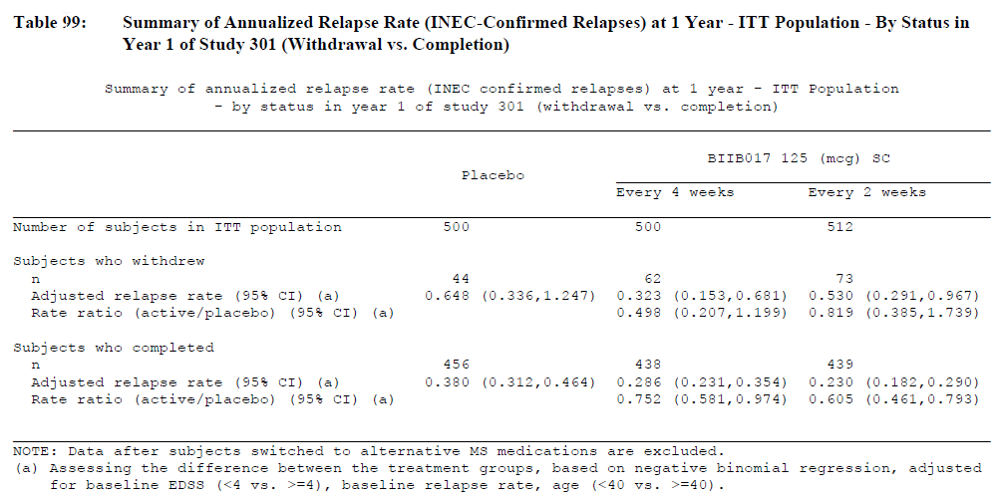 Table 99: Summary of Annualized Relapse Rate (INEC-Confirmed Relapses) at 1 Year - ITT Population - By Status in
Year 1 of Study 301 (Withdrawal vs. Completion)
Summary of annualized relapse rate (INEC confirmed relapses) at 1 year - ITT Population
- by status in year 1 of study 301 (withdrawal vs. completion)
BIIB017 125 (mcg) SC
Placebo
Every 4 weeks Every 2 weeks
Number of subjects in ITT population 500 500 512
Subjects who withdrew
n 44 62 73
Adjusted relapse rate (95% CI) (a) 0.648 (0.336,1.247) 0.323 (0.153,0.681) 0.530 (0.291,0.967)
Rate ratio (active/placebo) (95% CI) (a) 0.498 (0.207,1.199) 0.819 (0.385,1.739)
Subjects who completed
n 456 438 439
Adjusted relapse rate (95% CI) (a) 0.380 (0.312,0.464) 0.286 (0.231,0.354) 0.230 (0.182,0.290)
Rate ratio (active/placebo) (95% CI) (a) 0.752 (0.581,0.974) 0.605 (0.461,0.793)
NOTE: Data after subjects switched to alternative MS medications are excluded.
(a) Assessing the difference between the treatment groups, based on negative binomial regression, adjusted
for baseline EDSS (<4 vs. >=4), baseline relapse rate, age (<40 vs. >=40).